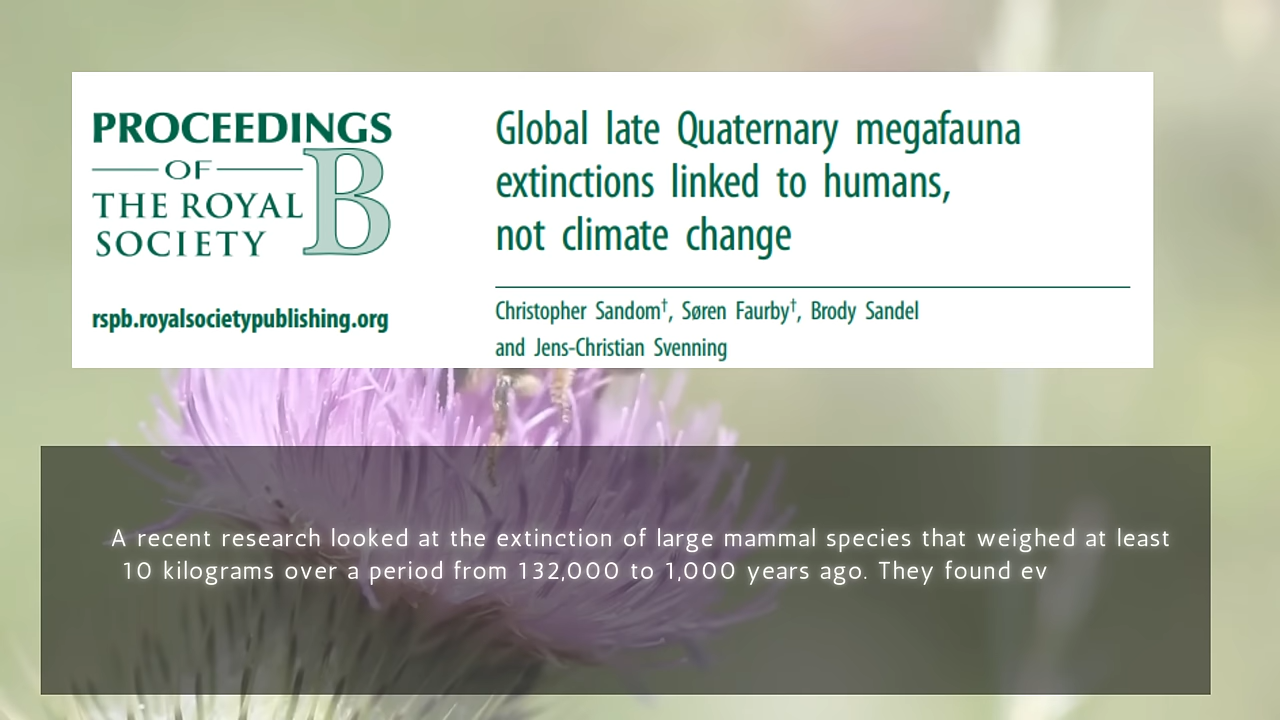 PROCEEDINGS
OF
THE ROYAL
SOCIETY
B
rspb.royalsocietypublishing.org
Global late Quaternary megafauna
extinctions linked to humans,
not climate change
Christopher Sandom†, Søren Faurby†, Brody Sandel
and Jens-Christian Svenning
A recent research looked at the extinction of large mammal species that weighed at least
10 kilograms over a period from 132,000 to 1,000 years ago. They found ev